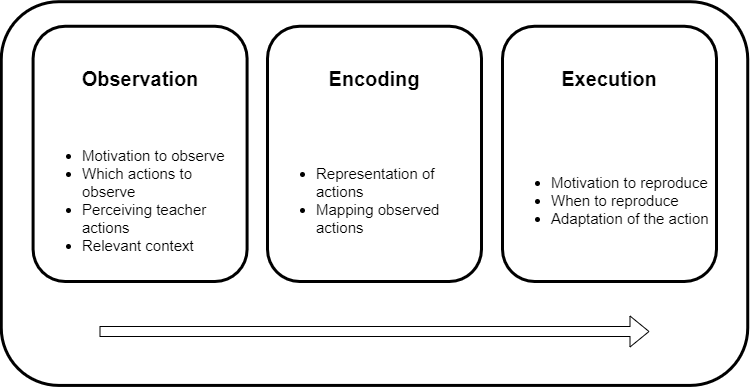 Observation
Motivation to observe
Which actions to
observe
Perceiving teacher
actions
Relevant context
Encoding
Representation of
actions
Mapping observed
actions
Execution
Motivation to reproduce
When to reproduce
Adaptation of the action